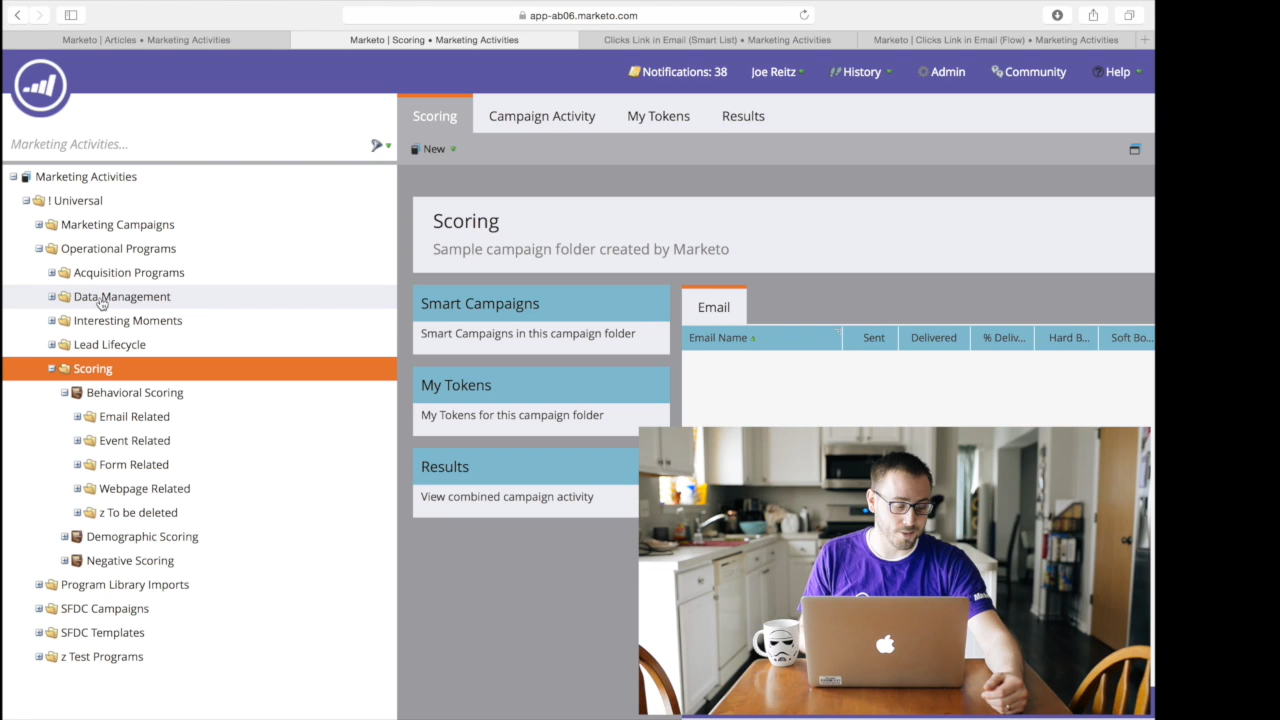 app-ab06.marketo.com
Marketo | Articles • Marketing Activities
Marketo | Scoring • Marketing Activities
Clicks Link in Email (Smart List) • Marketing Activities
Marketo | Clicks Link in Email (Flow) • Marketing Activities
Notifications: 38
Joe Reitz
History
Admin
Community
Help
Scoring
Campaign Activity
My Tokens
Results
Marketing Activities...
New
Marketing Activities
! Universal
Marketing Campaigns
Operational Programs
Acquisition Programs
Data Management
Interesting Moments
Lead Lifecycle
Scoring
Behavioral Scoring
Email Related
Event Related
Form Related
Webpage Related
z To be deleted
Demographic Scoring
Negative Scoring
Program Library Imports
SFDC Campaigns
SFDC Templates
z Test Programs
Scoring
Sample campaign folder created by Marketo
Smart Campaigns
Smart Campaigns in this campaign folder
My Tokens
My Tokens for this campaign folder
Results
View combined campaign activity
Email
Email Name
Sent
Delivered
% Deliv...
Hard B...
Soft Bo...